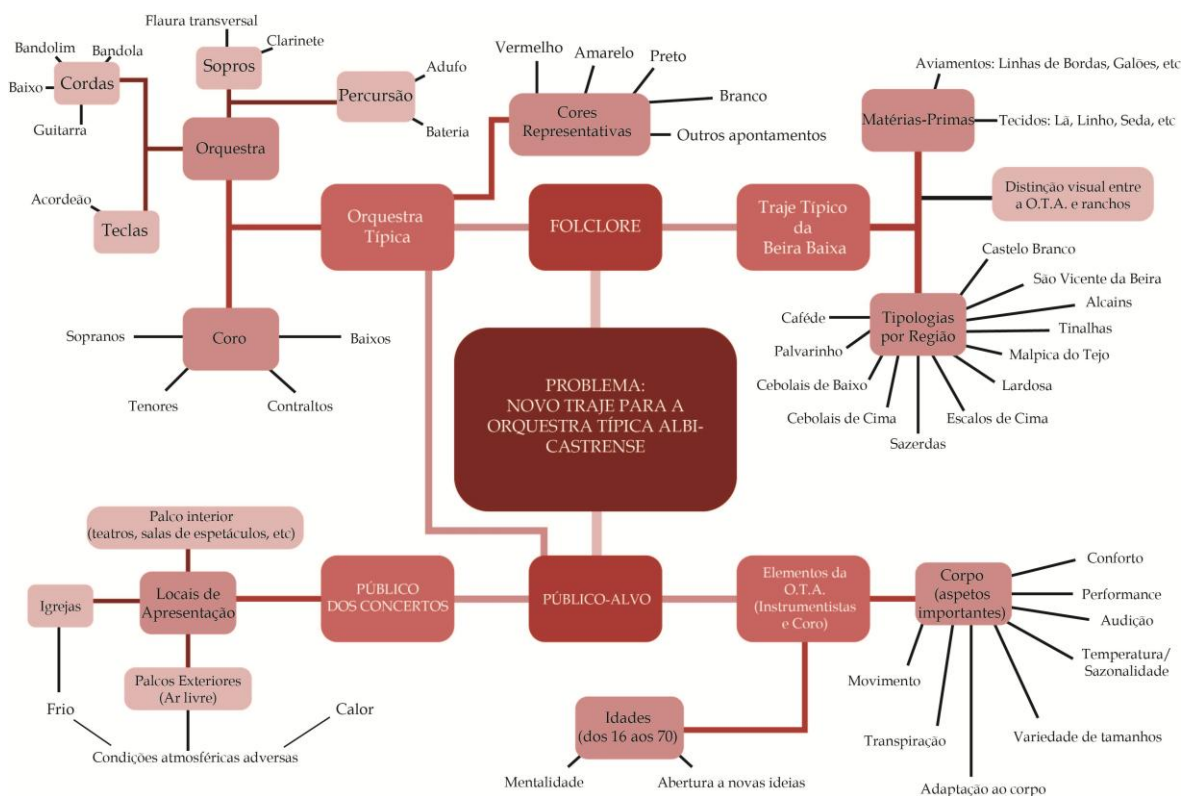 Flaura transversal
Bandolim
Bandola
Clarinete
Sopros
Cordas
Baixo
Guitarra
Adufo
Percursão
Bateria
Orquestra
Acordeão
Teclas
Vermelho
Amarelo
Preto
Branco
Cores
Representativas
Outros apontamentos
Aviamentos: Linhas de Bordas, Galões, etc
Matérias-Primas
Tecidos: Lã, Linho, Seda, etc
Distinção visual entre
a O.T.A. e ranchos
Orquestra
Típica
FOLCLORE
Traje Típico
da
Beira Baixa
Castelo Branco
São Vicente da Beira
Alcains
Tinalhas
Malpica do Tejo
Lardosa
Escalos de Cima
Sazerdas
Cebolais de Cima
Cebolais de Baixo
Palvarinho
Caféde
Tipologias
por Região
Sopranos
Coro
Baixos
Tenores
Contraltos
PROBLEMA:
NOVO TRAJE PARA A
ORQUESTRA TÍPICA ALBI-
CASTRENSE
Palco interior
(teatros, salas de espetáculos, etc)
Igrejas
Locais de
Apresentação
Palcos Exteriores
(Ar livre)
Frio
Calor
Condições atmosféricas adversas
PÚBLICO
DOS CONCERTOS
PÚBLICO-ALVO
Elementos da
O.T.A.
(Instrumentistas
e Coro)
Corpo
(aspetos
importantes)
Conforto
Performance
Audição
Temperatura/
Sazonalidade
Variedade de tamanhos
Adaptação ao corpo
Transpiração
Movimento
Idades
(dos 16 aos 70)
Mentalidade
Abertura a novas ideias